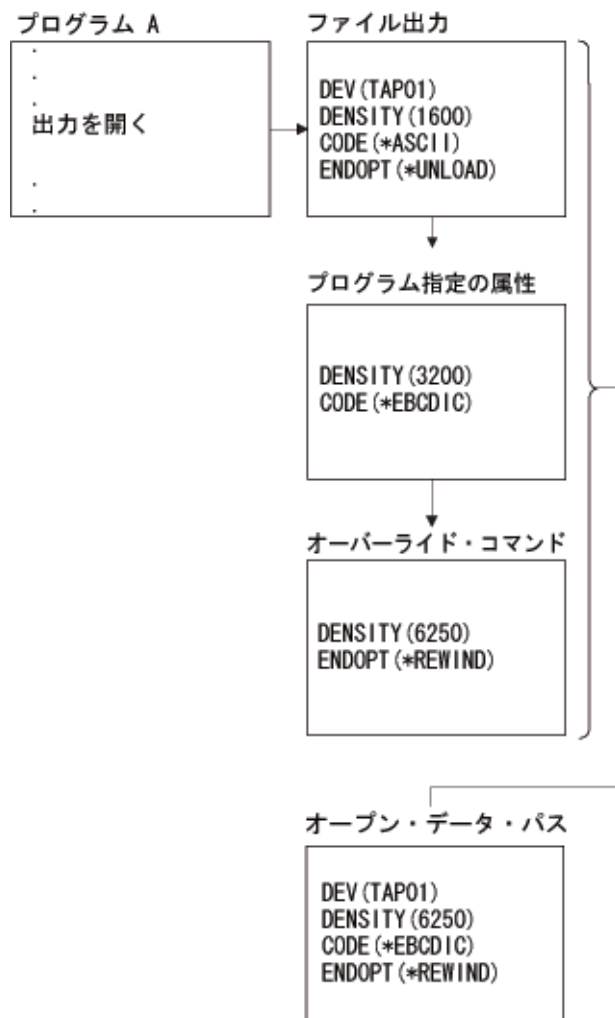 プログラム A
.
.
.
出力を開く
.
.
ファイル出力
DEV(TAP01)
DENSITY(1600)
CODE(*ASCII)
ENDOPT(*UNLOAD)
プログラム指定の属性
DENSITY(3200)
CODE(*EBCDIC)
オーバーライド・コマンド
DENSITY(6250)
ENDOPT(*REWIND)
オープン・データ・パス
DEV(TAP01)
DENSITY(6250)
CODE(*EBCDIC)
ENDOPT(*REWIND)